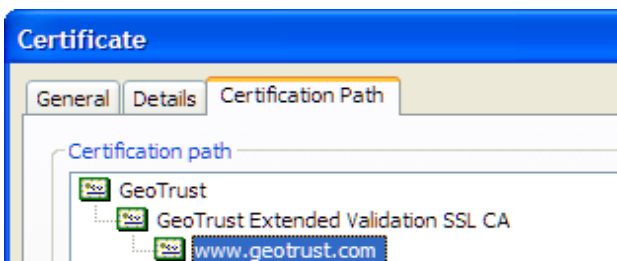 Certificate
General Details Certification Path
Certification path
GeoTrust
GeoTrust Extended Validation SSL CA
www.geotrust.com